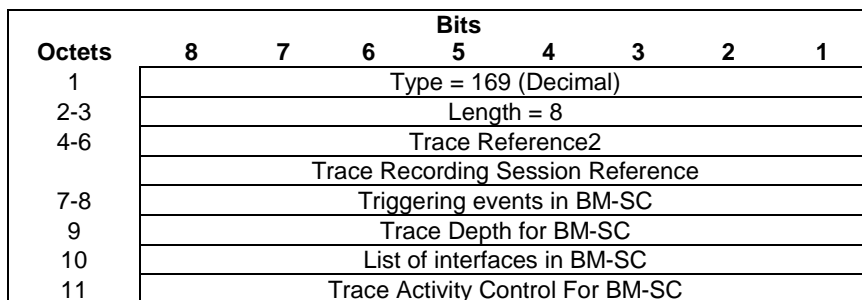 Bits
Octets 8 7 6 5 4 3 2 1
1 Type = 169 (Decimal)
2-3 Length = 8
4-6 Trace Reference2
Trace Recording Session Reference
7-8 Triggering events in BM-SC
9 Trace Depth for BM-SC
10 List of interfaces in BM-SC
11 Trace Activity Control For BM-SC